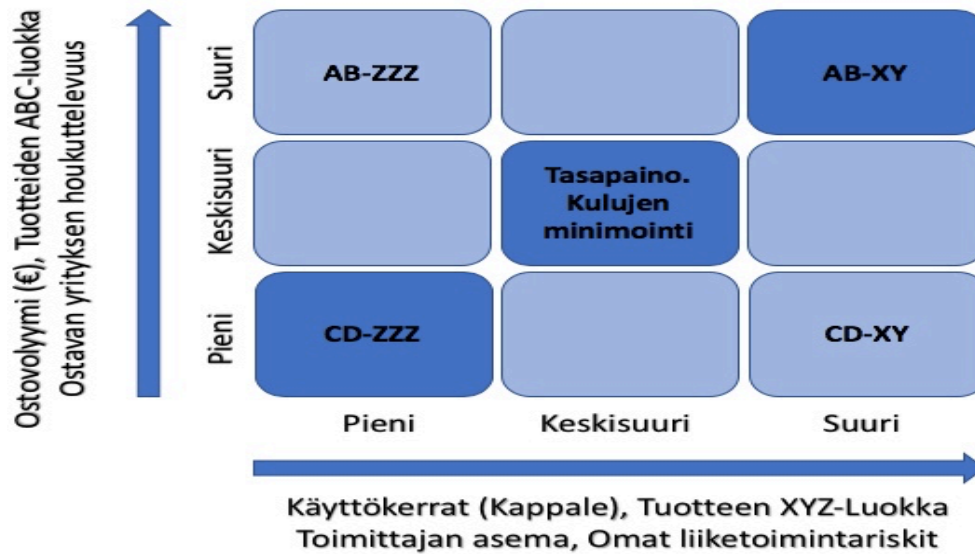 Ostovolyymi (€), Tuotteiden ABC-luokka
Ostavan yrityksen houkuttelevuus
Suuri
AB-ZZZ
AB-XY
Keskisuuri
Tasapaino.
Kulujen
minimointi
Pieni
CD-ZZZ
CD-XY
Pieni
Keskisuuri
Suuri
Käyttökerrat (Kappale), Tuotteen XYZ-Luokka
Toimittajan asema, Omat liiketoimintariskit